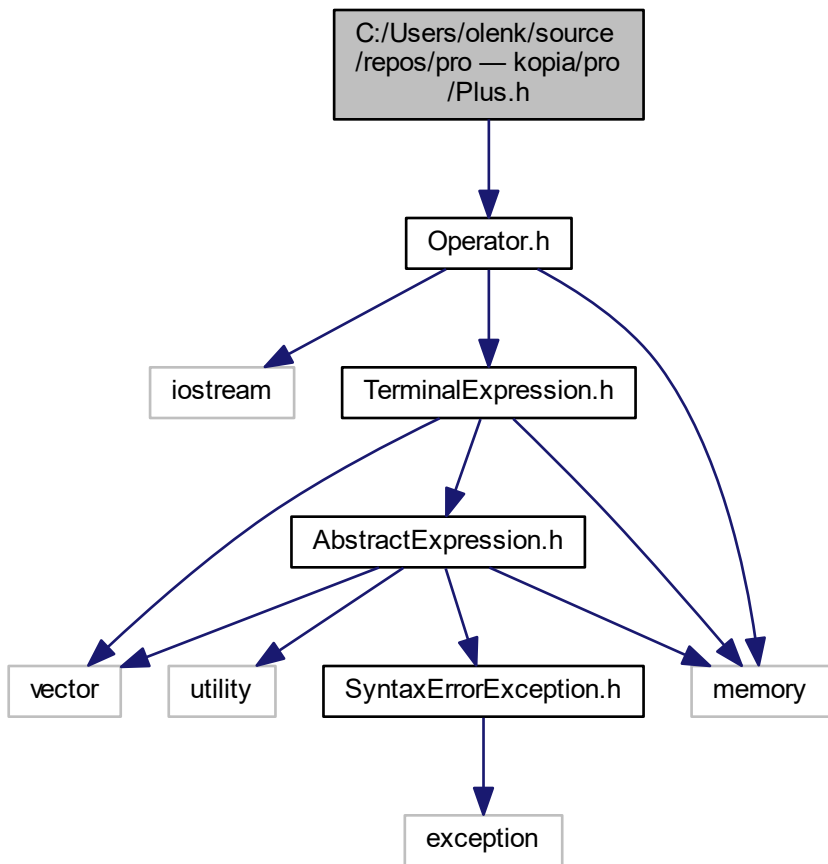 C:/Users/olenk/source
/repos/pro — kopia/pro
/Plus.h
Operator.h
iostream
TerminalExpression.h
AbstractExpression.h
vector
utility
SyntaxErrorException.h
memory
exception